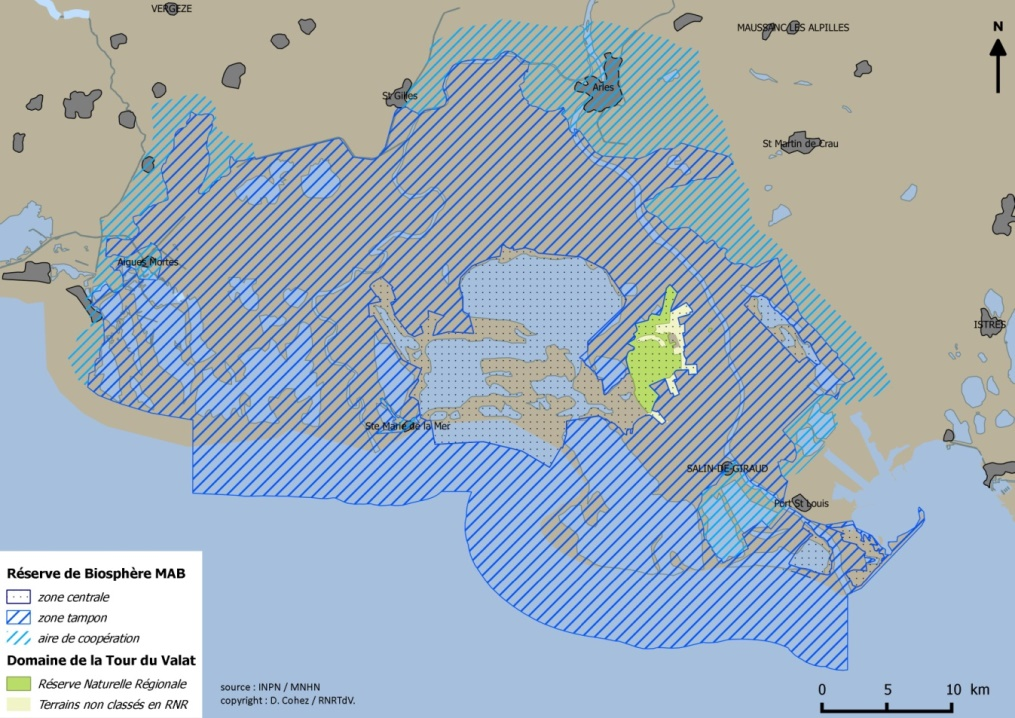 VERGEZE
MAUSSANC LES ALPILLES
N
St Gilles
Arles
St Martin de Crau
Aigues Mortes
ISTRES
Ste Marie de la Mer
SALIN-DE-GIRAUD
Port St Louis
Réserve de Biosphère MAB
zone centrale
zone tampon
aire de coopération
Domaine de la Tour du Valat
Réserve Naturelle Régionale
Terrains non classés en RNR
source : INPN / MNHN
copyright : D. Cohez / RNRTdV.
0 5 10 km